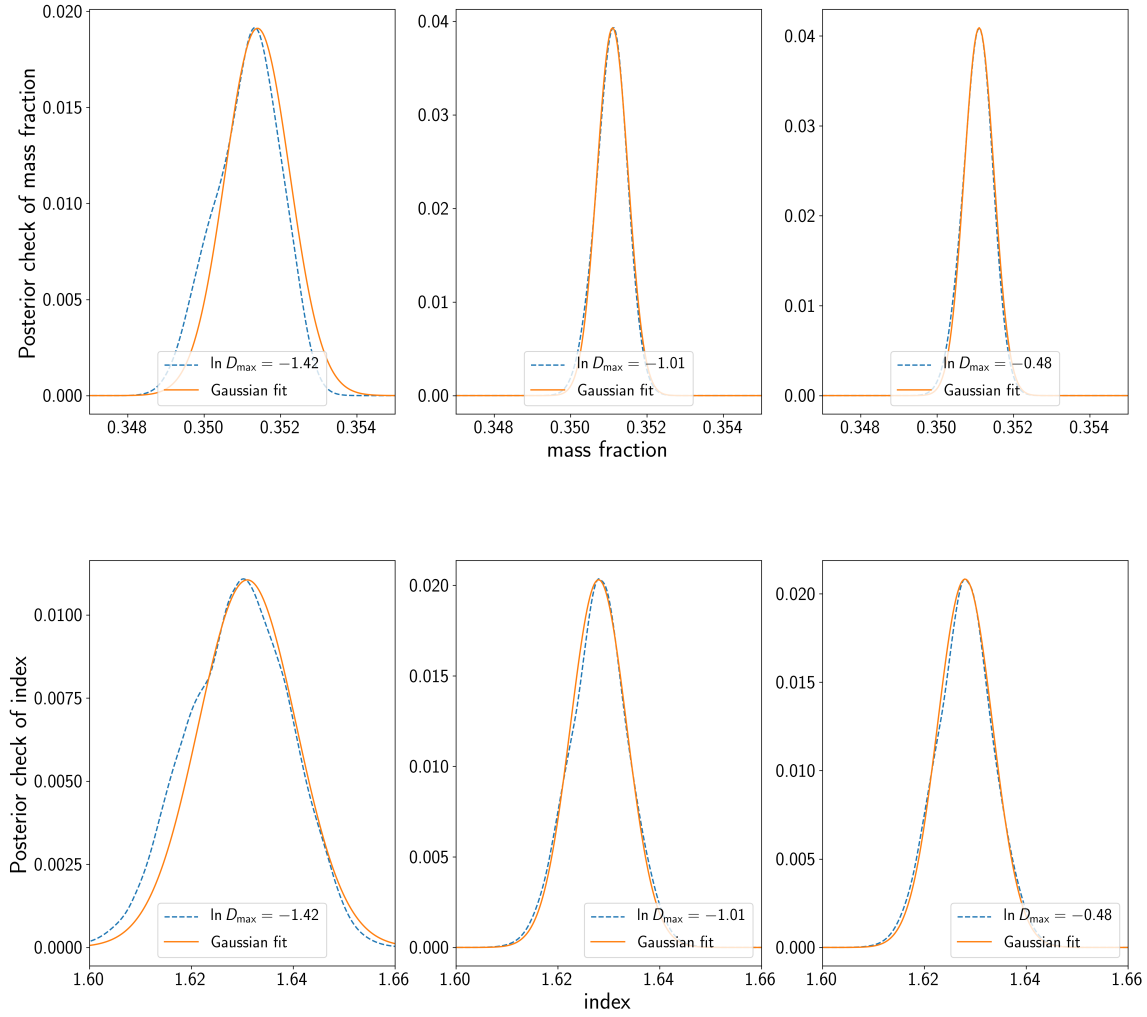 Posterior check of mass fraction
0.020
0.015
0.010
0.005
0.000
0.348 0.350 0.352 0.354
ln D_max = −1.42
Gaussian fit
0.04
0.03
0.02
0.01
0.00
0.348 0.350 0.352 0.354
ln D_max = −1.01
Gaussian fit
0.04
0.03
0.02
0.01
0.00
0.348 0.350 0.352 0.354
ln D_max = −0.48
Gaussian fit
mass fraction
Posterior check of index
0.0100
0.0075
0.0050
0.0025
0.0000
1.60 1.62 1.64 1.66
ln D_max = −1.42
Gaussian fit
0.020
0.015
0.010
0.005
0.000
1.60 1.62 1.64 1.66
ln D_max = −1.01
Gaussian fit
0.020
0.015
0.010
0.005
0.000
1.60 1.62 1.64 1.66
ln D_max = −0.48
Gaussian fit
index